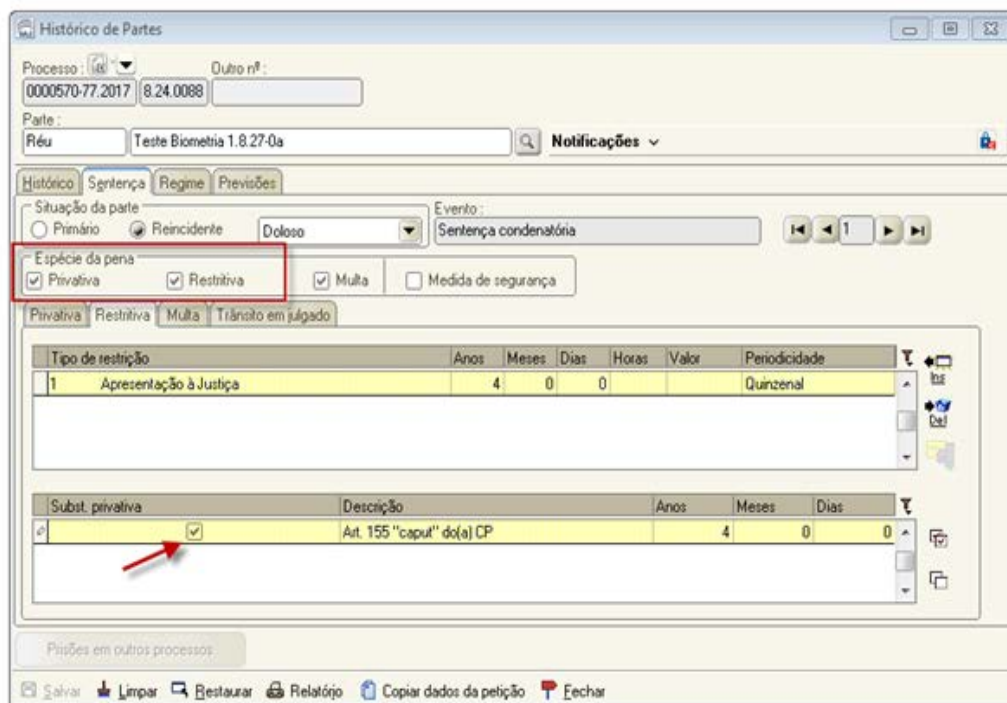 Histórico de Partes
Processo : Outro nº :
0000570-77.2017 8.24.0088
Parte :
Réu Teste Biometria 1.8.27-0a Notificações
Histórico Sentença Regime Previsões
Situação da parte Evento :
Primário Reincidente Doloso Sentença condenatória 1
Espécie da pena
Privativa Restritiva Multa Medida de segurança
Privativa Restritiva Multa Trânsito em julgado
Tipo de restrição Anos Meses Dias Horas Valor Periodicidade
1 Apresentação à Justiça 4 0 0 Quinzenal
Ins
Del
Subst. privativa Descrição Anos Meses Dias
Art. 155 "caput" do(a) CP 4 0 0
Prisões em outros processos
Salvar Limpar Restaurar Relatório Copiar dados da petição Fechar